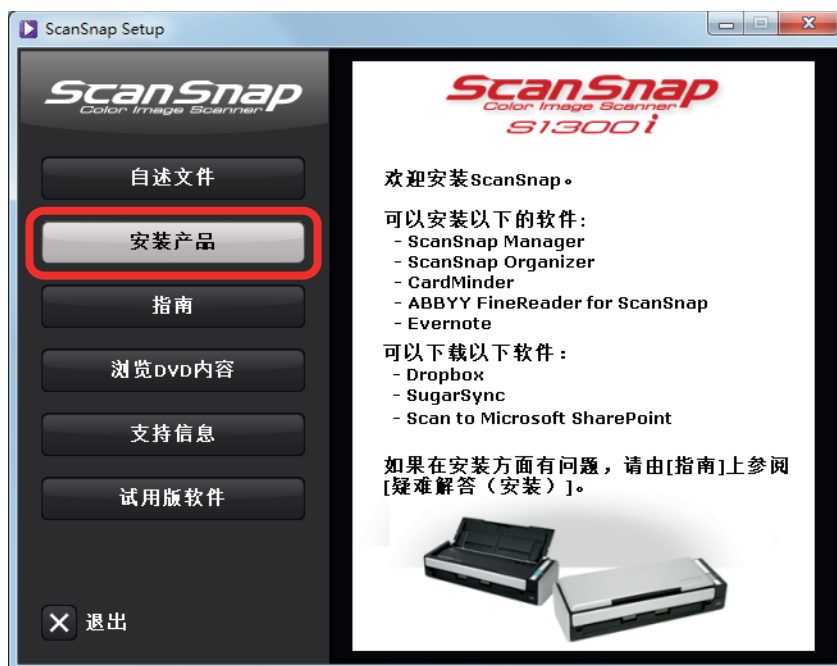 ScanSnap Setup
ScanSnap
Color Image Scanner
自述文件
安装产品
指南
浏览DVD内容
支持信息
试用版软件
退出
ScanSnap
Color Image Scanner
S1300i
欢迎安装ScanSnap。
可以安装以下的软件:
- ScanSnap Manager
- ScanSnap Organizer
- CardMinder
- ABBYY FineReader for ScanSnap
- Evernote
可以下载以下软件：
- Dropbox
- SugarSync
- Scan to Microsoft SharePoint
如果在安装方面有问题，请由[指南]上参阅
[疑难解答（安装）]。